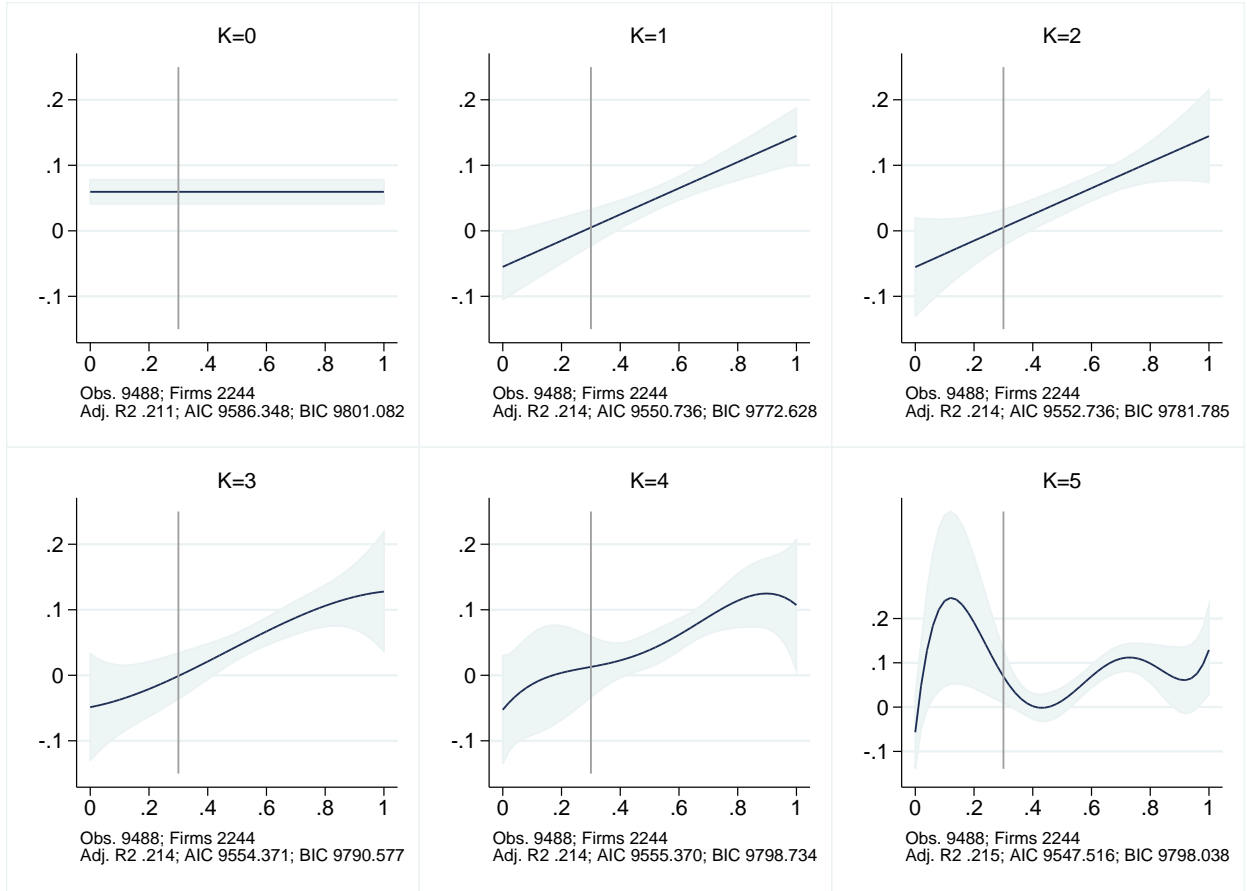 K=0
.2
.1
0
-.1
0 .2 .4 .6 .8 1
Obs. 9488; Firms 2244
Adj. R2 .211; AIC 9586.348; BIC 9801.082
K=1
.2
.1
0
-.1
0 .2 .4 .6 .8 1
Obs. 9488; Firms 2244
Adj. R2 .214; AIC 9550.736; BIC 9772.628
K=2
.2
.1
0
-.1
0 .2 .4 .6 .8 1
Obs. 9488; Firms 2244
Adj. R2 .214; AIC 9552.736; BIC 9781.785
K=3
.2
.1
0
-.1
0 .2 .4 .6 .8 1
Obs. 9488; Firms 2244
Adj. R2 .214; AIC 9554.371; BIC 9790.577
K=4
.2
.1
0
-.1
0 .2 .4 .6 .8 1
Obs. 9488; Firms 2244
Adj. R2 .214; AIC 9555.370; BIC 9798.734
K=5
.2
.1
0
-.1
0 .2 .4 .6 .8 1
Obs. 9488; Firms 2244
Adj. R2 .215; AIC 9547.516; BIC 9798.038